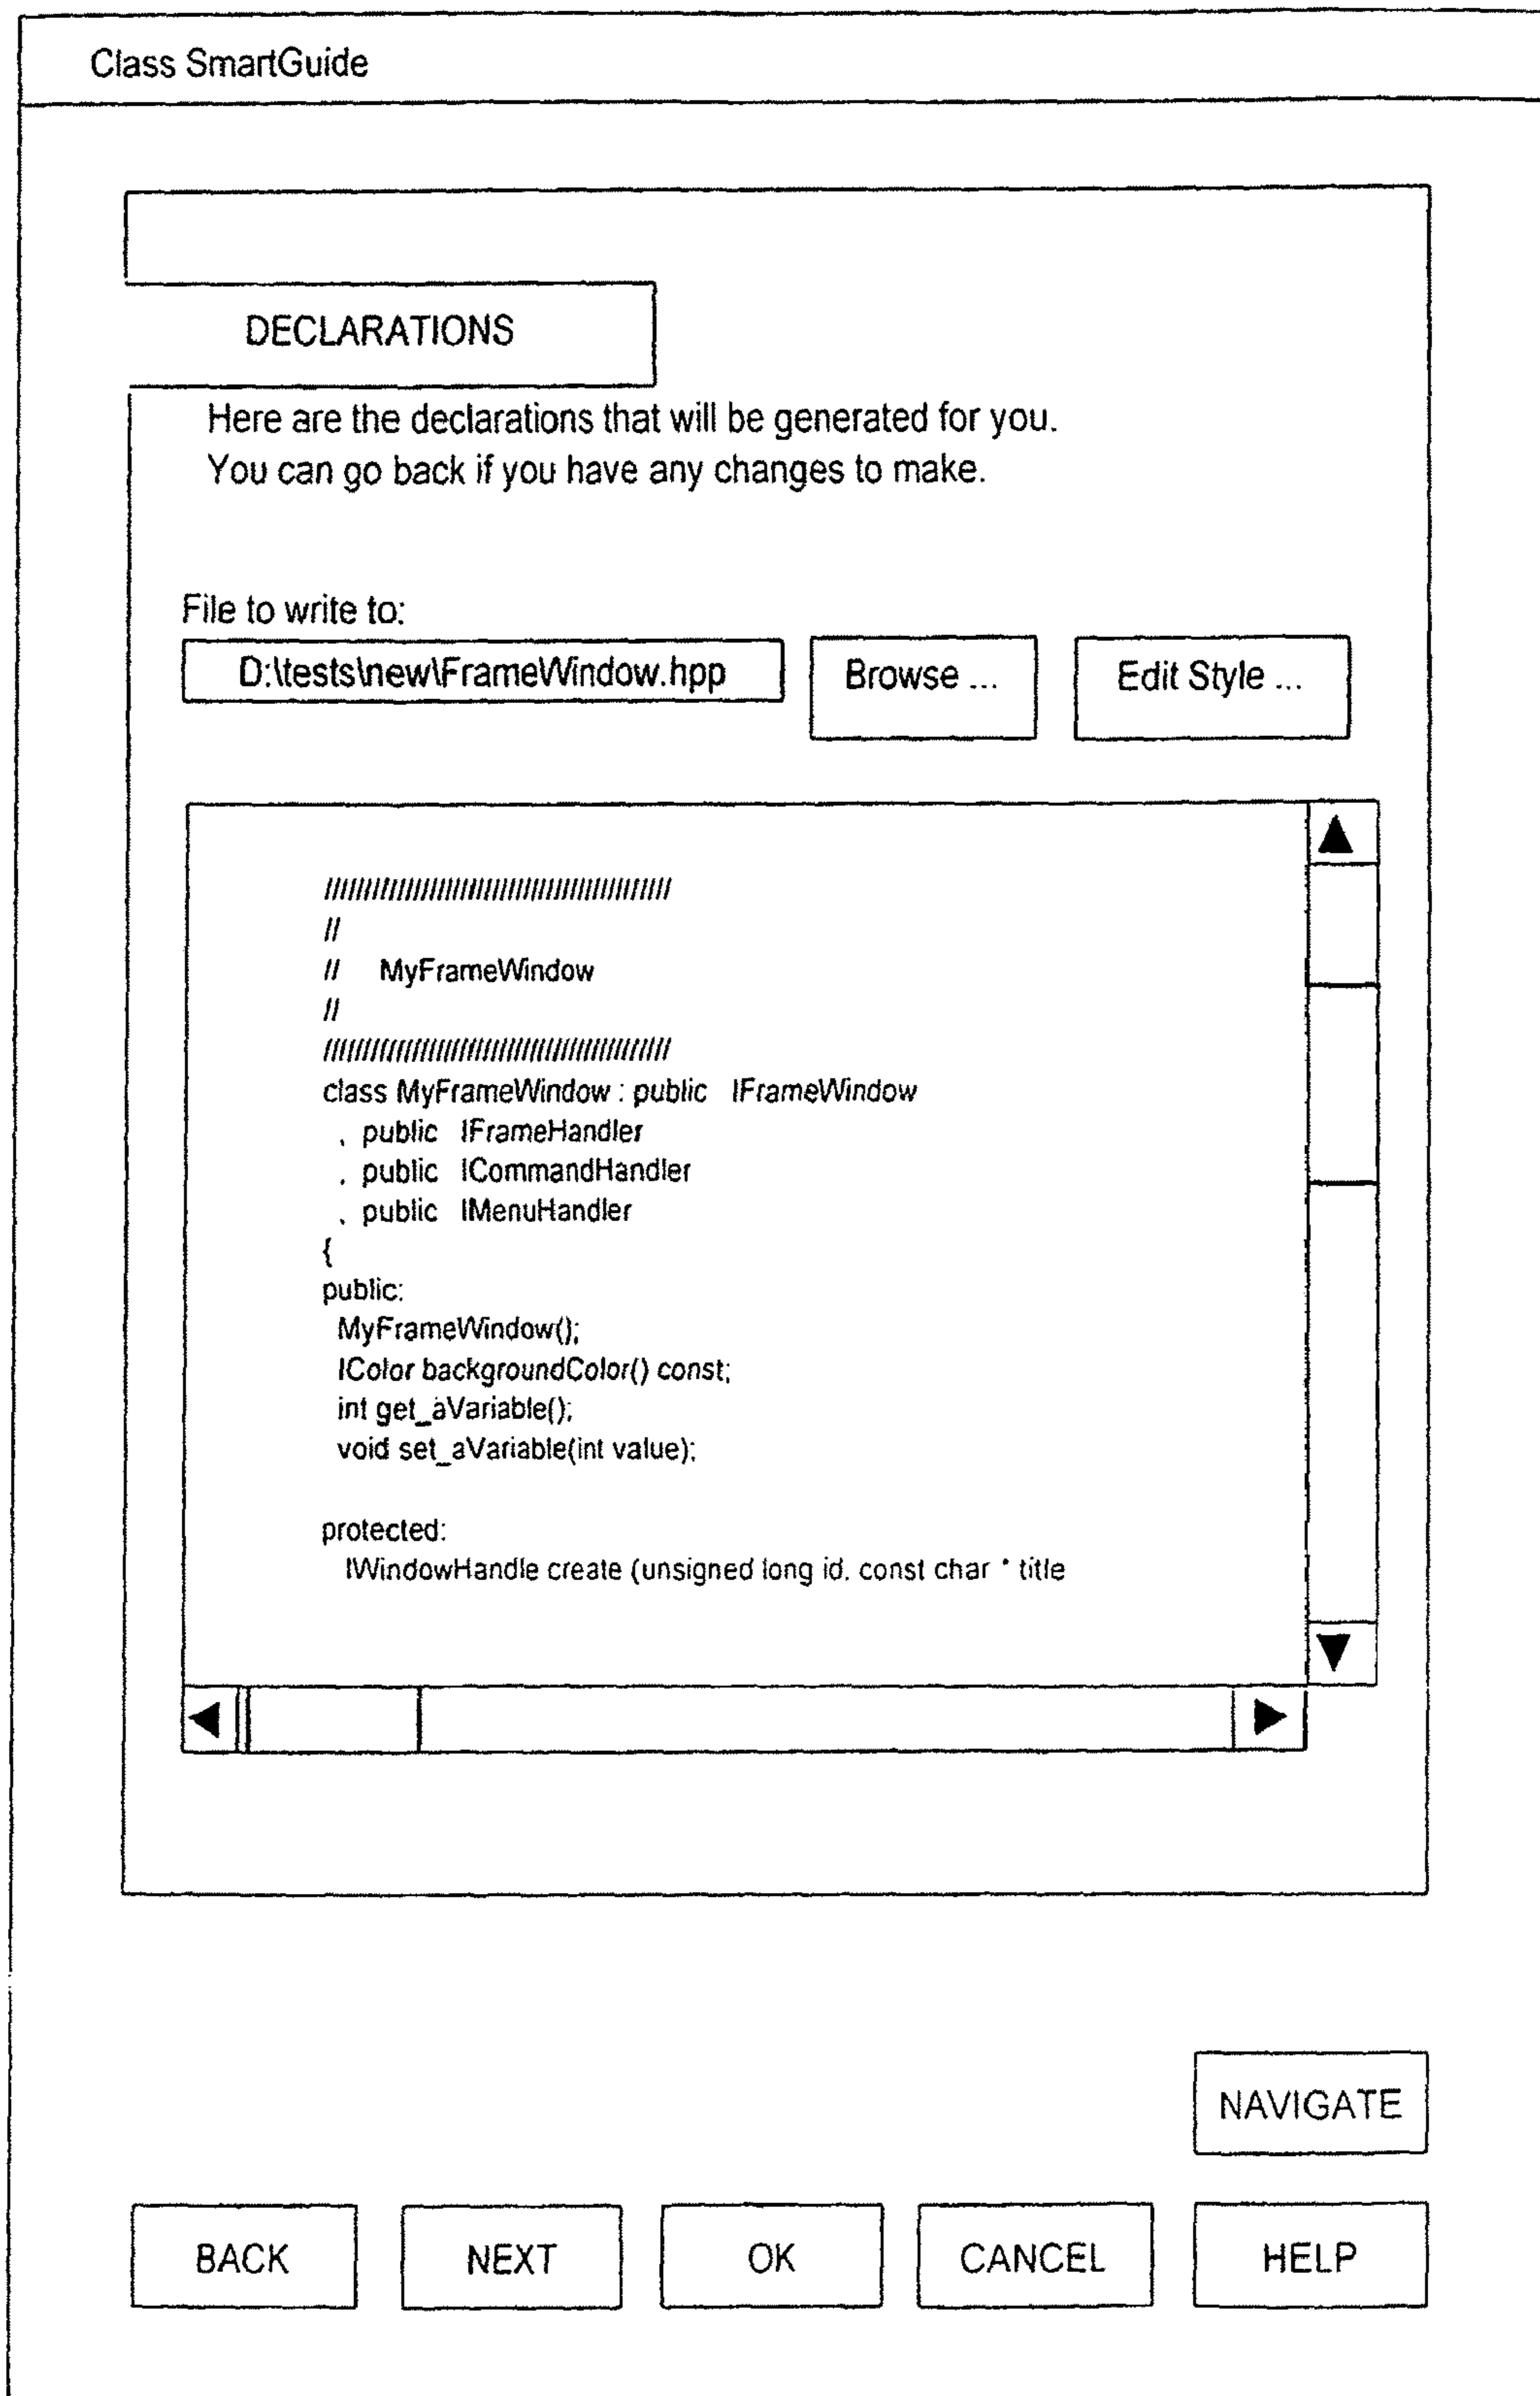 Class SmartGuide
DECLARATIONS
Here are the declarations that will be generated for you.
You can go back if you have any changes to make.
File to write to:
D:\tests\new\FrameWindow.hpp
Browse ...
Edit Style ...
///////////////////////////////////////////
//
// MyFrameWindow
//
///////////////////////////////////////////
class MyFrameWindow : public IFrameWindow
, public IFrameHandler
, public ICommandHandler
, public IMenuHandler
{
public:
MyFrameWindow();
IColor backgroundColor() const;
int get_aVariable();
void set_aVariable(int value);
protected:
IWindowHandle create (unsigned long id, const char * title
NAVIGATE
BACK
NEXT
OK
CANCEL
HELP